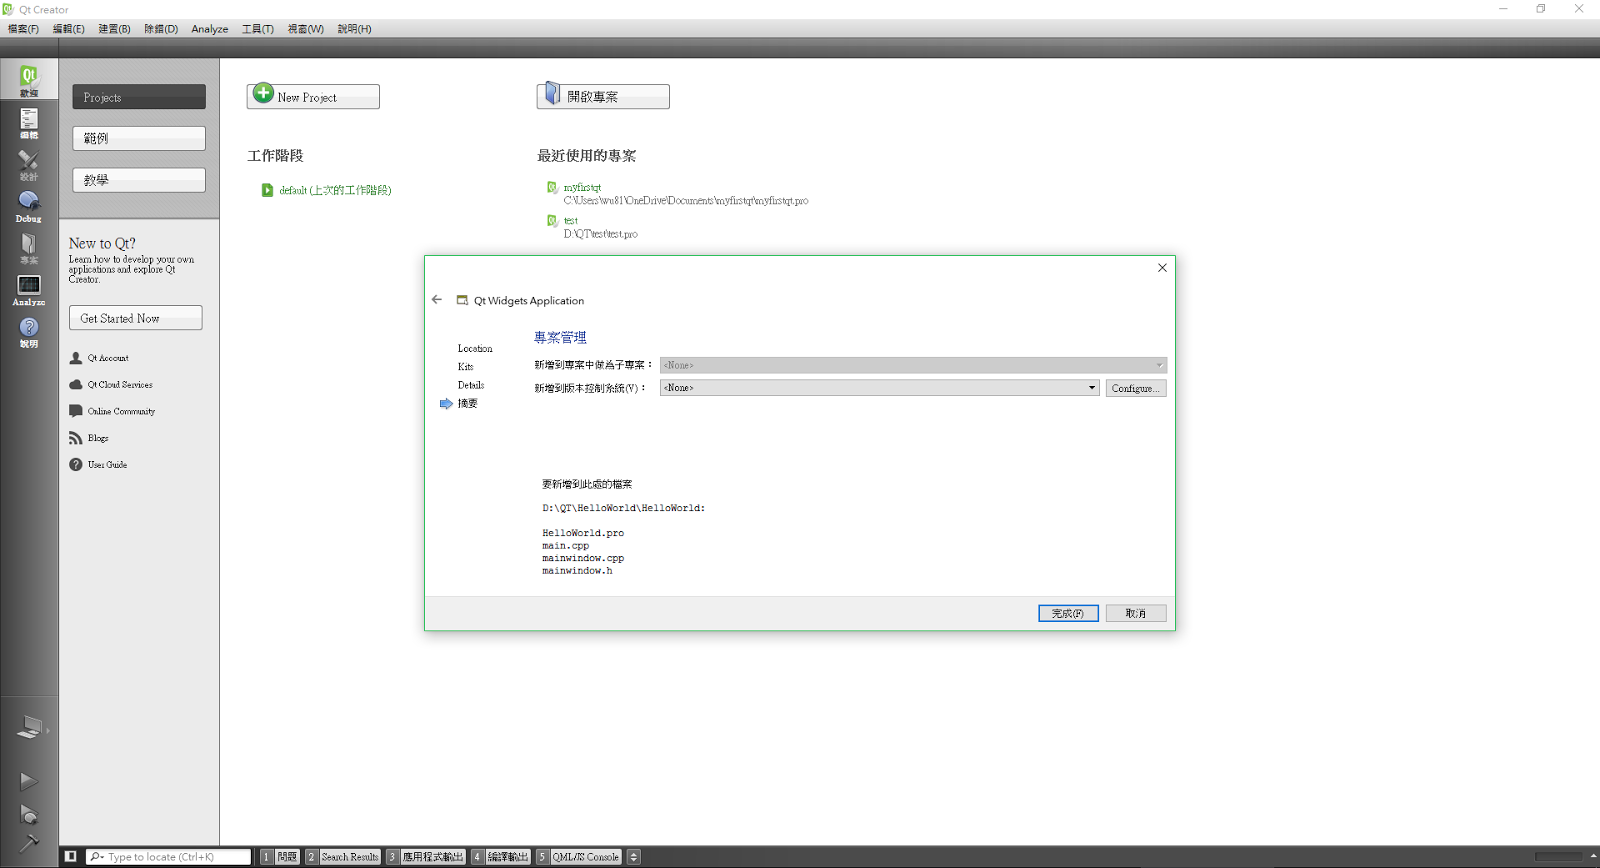 Qt Creator
檔案(F) 編輯(E) 建置(B) 除錯(D) Analyze 工具(T) 視窗(W) 說明(H)
Qt
歡迎
編輯
設計
Debug
專案
Analyze
說明
Projects
範例
教學
New to Qt?
Learn how to develop your own
applications and explore Qt
Creator.
Get Started Now
Qt Account
Qt Cloud Services
Online Community
Blogs
User Guide
New Project
開啟專案
工作階段
default (上次的工作階段)
最近使用的專案
myfirstqt
C:\Users\wu81\OneDrive\Documents\myfirstqt\myfirstqt.pro
test
D:\QT\test\test.pro
Qt Widgets Application
Location
Kits
Details
摘要
專案管理
新增到專案中做為子專案： <None>
新增到版本控制系統(V)： <None> Configure...
要新增到此處的檔案
D:\QT\HelloWorld\HelloWorld:
HelloWorld.pro
main.cpp
mainwindow.cpp
mainwindow.h
完成(F) 取消
Type to locate (Ctrl+K) 1 問題 2 Search Results 3 應用程式輸出 4 編譯輸出 5 QML/JS Console